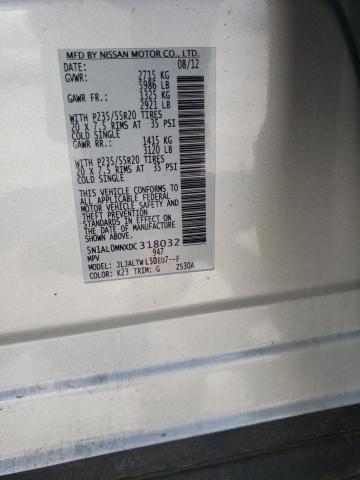 MFD BY NISSAN MOTOR CO., LTD.
DATE: 08/12
GVWR: 2715 KG
5986 LB
GAWR FR.: 1325 KG
2921 LB
WITH P235/55R20 TIRES
20 X 7.5 RIMS AT 35 PSI
COLD SINGLE
GAWR RR.: 1415 KG
3120 LB
WITH P235/55R20 TIRES
20 X 7.5 RIMS AT 35 PSI
COLD SINGLE
THIS VEHICLE CONFORMS
TO ALL APPLICABLE FEDERAL
MOTOR VEHICLE SAFETY
STANDARDS IN EFFECT ON
THE DATE OF MANUFACTURE
SHOWN ABOVE.
5N1AL0MNXDC318032
MPV 947
MODEL: JLJALTWL50EU7--F
COLOR: K23 TRIM: G ZS30A